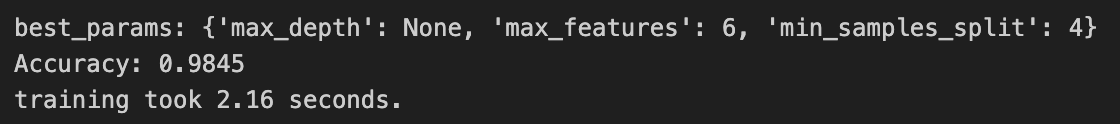 best_params: {'max_depth': None, 'max_features': 6, 'min_samples_split': 4}
Accuracy: 0.9845
training took 2.16 seconds.